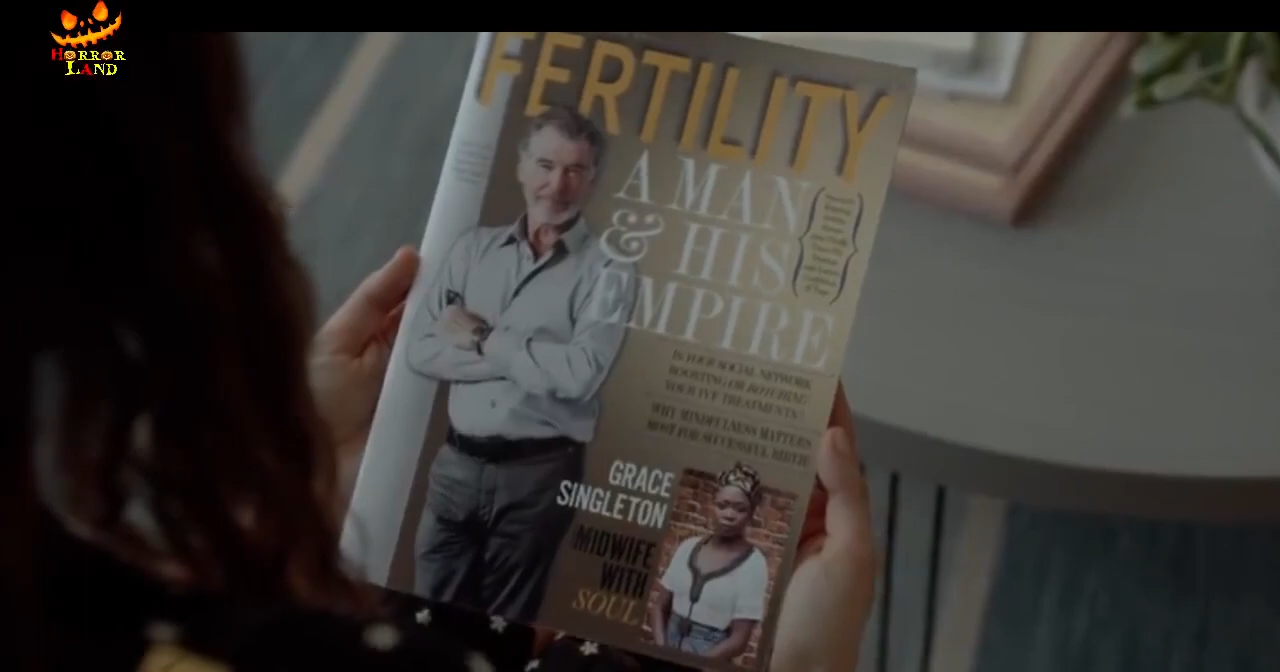 HORROR
LAND
FERTILITY
A MAN
& HIS
EMPIRE
IS YOUR SOCIAL NETWORK
BOOSTING OR BOTCHING
YOUR IVF TREATMENTS?
WHY MINDFULNESS MATTERS
MOST FOR SUCCESSFUL BIRTH
GRACE
SINGLETON
MIDWIFE
WITH
SOUL